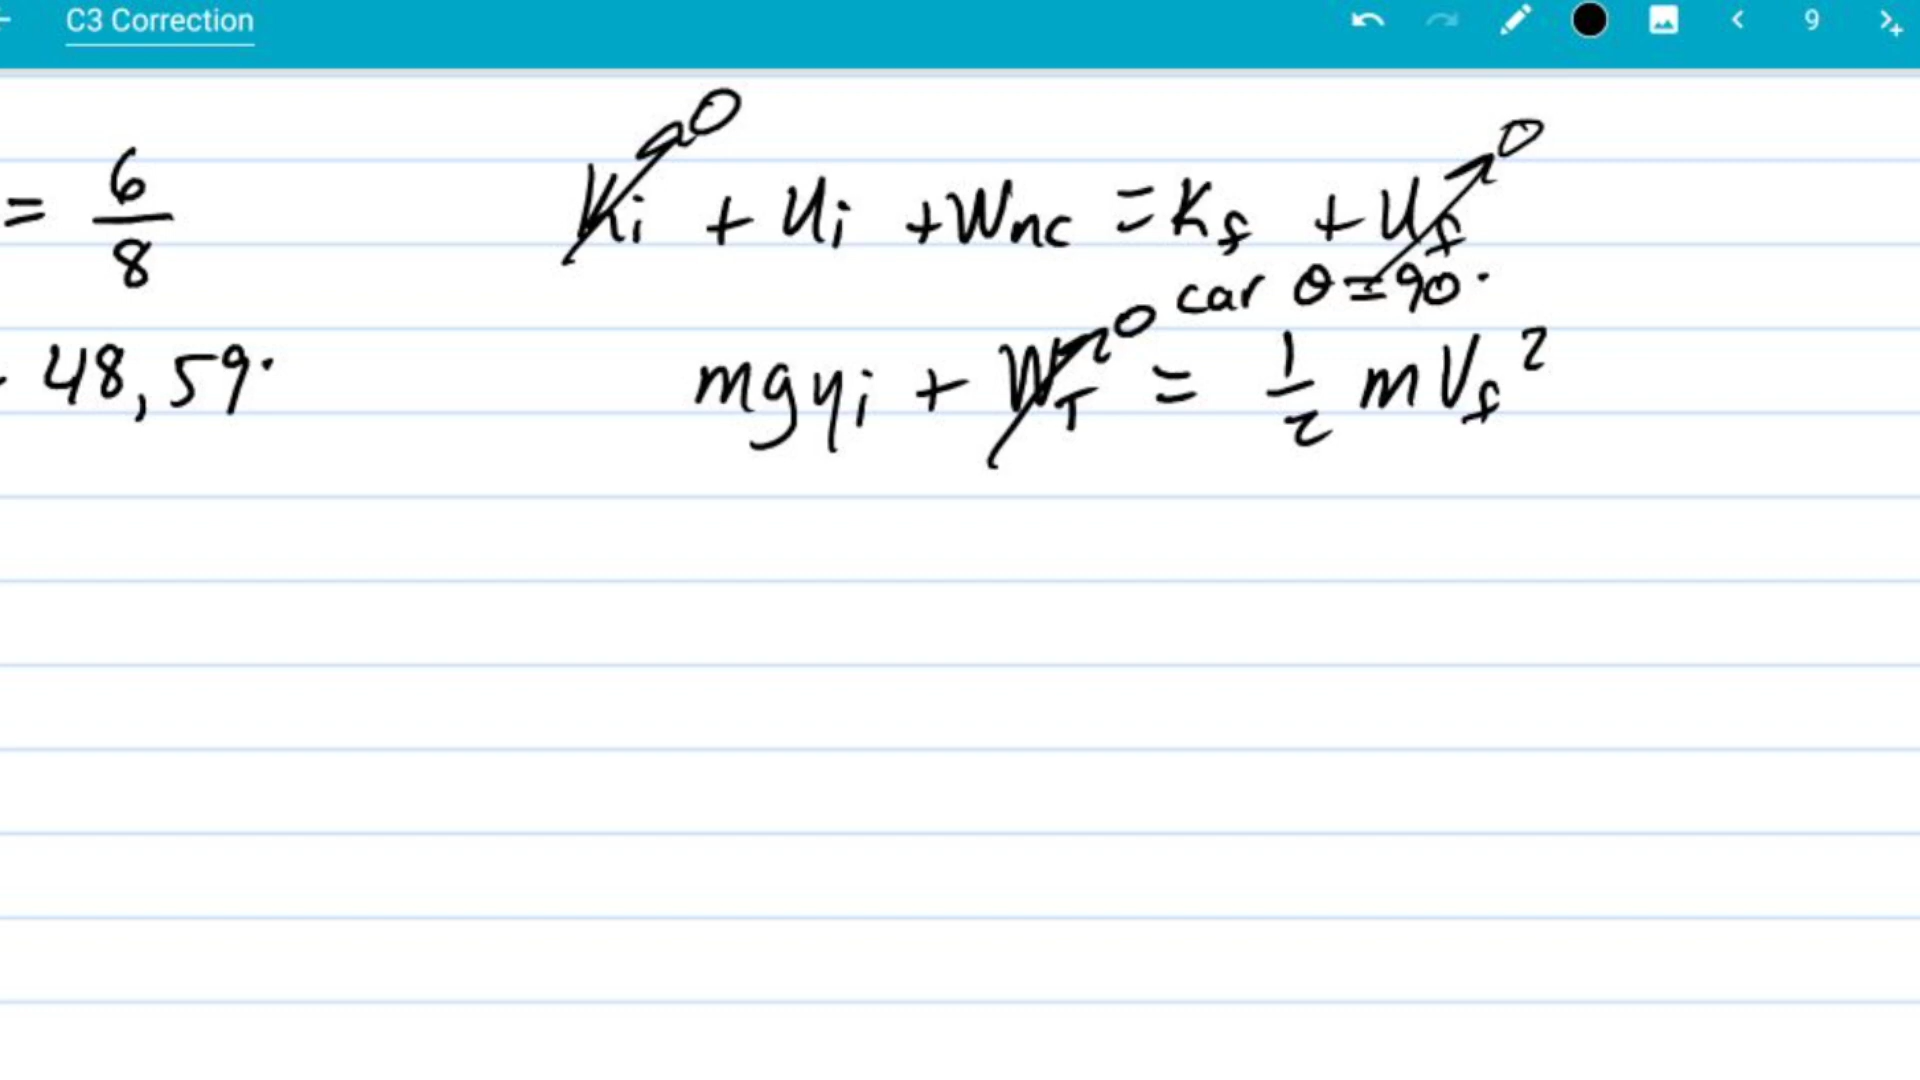 C3 Correction
9
= 6/8
48,59°
Ki→0 + Ui + Wnc = Kf + Uf→0
car θ = 90°
mgyi + WT→0 = 1/2 mVf²